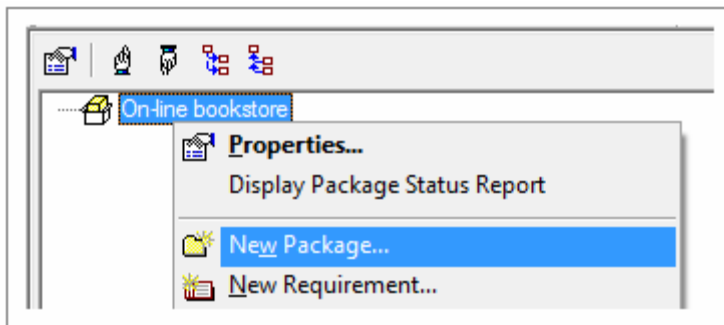 On-line bookstore
Properties...
Display Package Status Report
New Package...
New Requirement...